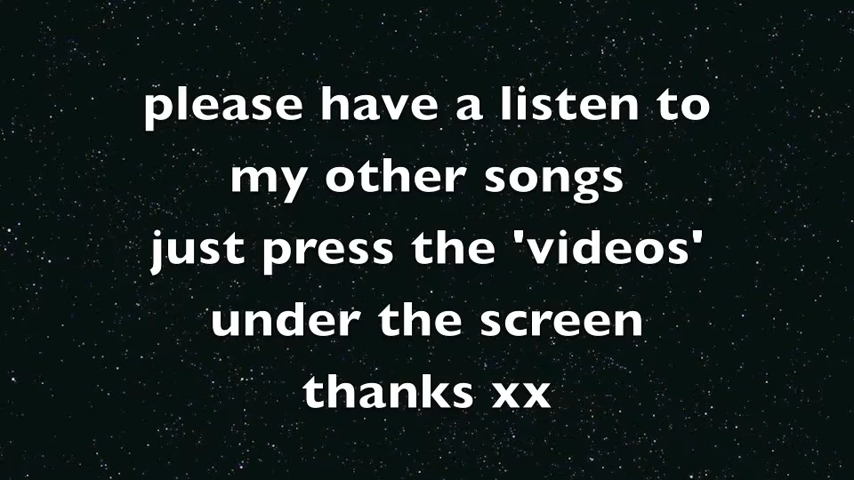 please have a listen to
my other songs
just press the 'videos'
under the screen
thanks xx